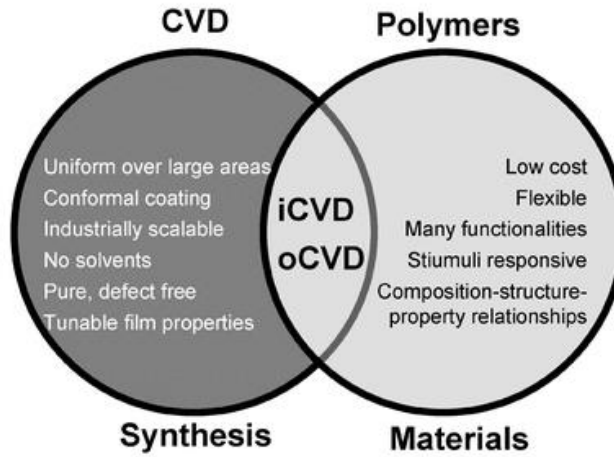 CVD
Polymers
Uniform over large areas
Conformal coating
Industrially scalable
No solvents
Pure, defect free
Tunable film properties
iCVD
oCVD
Low cost
Flexible
Many functionalities
Stiumuli responsive
Composition-structure-
property relationships
Synthesis
Materials